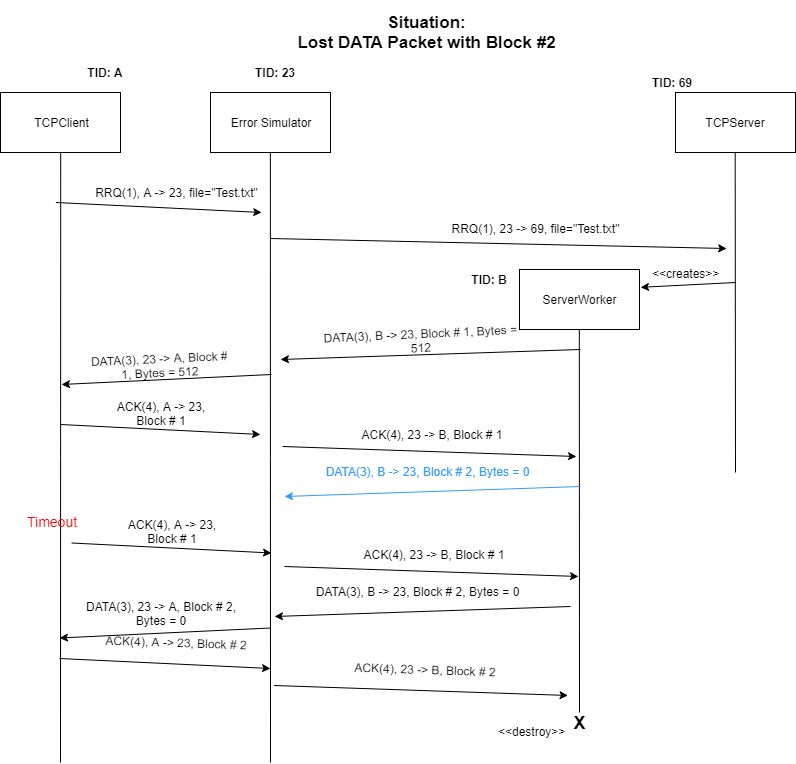 Situation:
Lost DATA Packet with Block #2
TID: A
TID: 23
TID: 69
TCPClient
Error Simulator
TCPServer
RRQ(1), A -> 23, file="Test.txt"
RRQ(1), 23 -> 69, file="Test.txt"
<<creates>>
TID: B
ServerWorker
DATA(3), B -> 23, Block # 1, Bytes =
512
DATA(3), 23 -> A, Block #
1, Bytes = 512
ACK(4), A -> 23,
Block # 1
ACK(4), 23 -> B, Block # 1
DATA(3), B -> 23, Block # 2, Bytes = 0
Timeout
ACK(4), A -> 23,
Block # 1
ACK(4), 23 -> B, Block # 1
DATA(3), B -> 23, Block # 2, Bytes = 0
DATA(3), 23 -> A, Block # 2,
Bytes = 0
ACK(4), A -> 23, Block # 2
ACK(4), 23 -> B, Block # 2
X
<<destroy>>